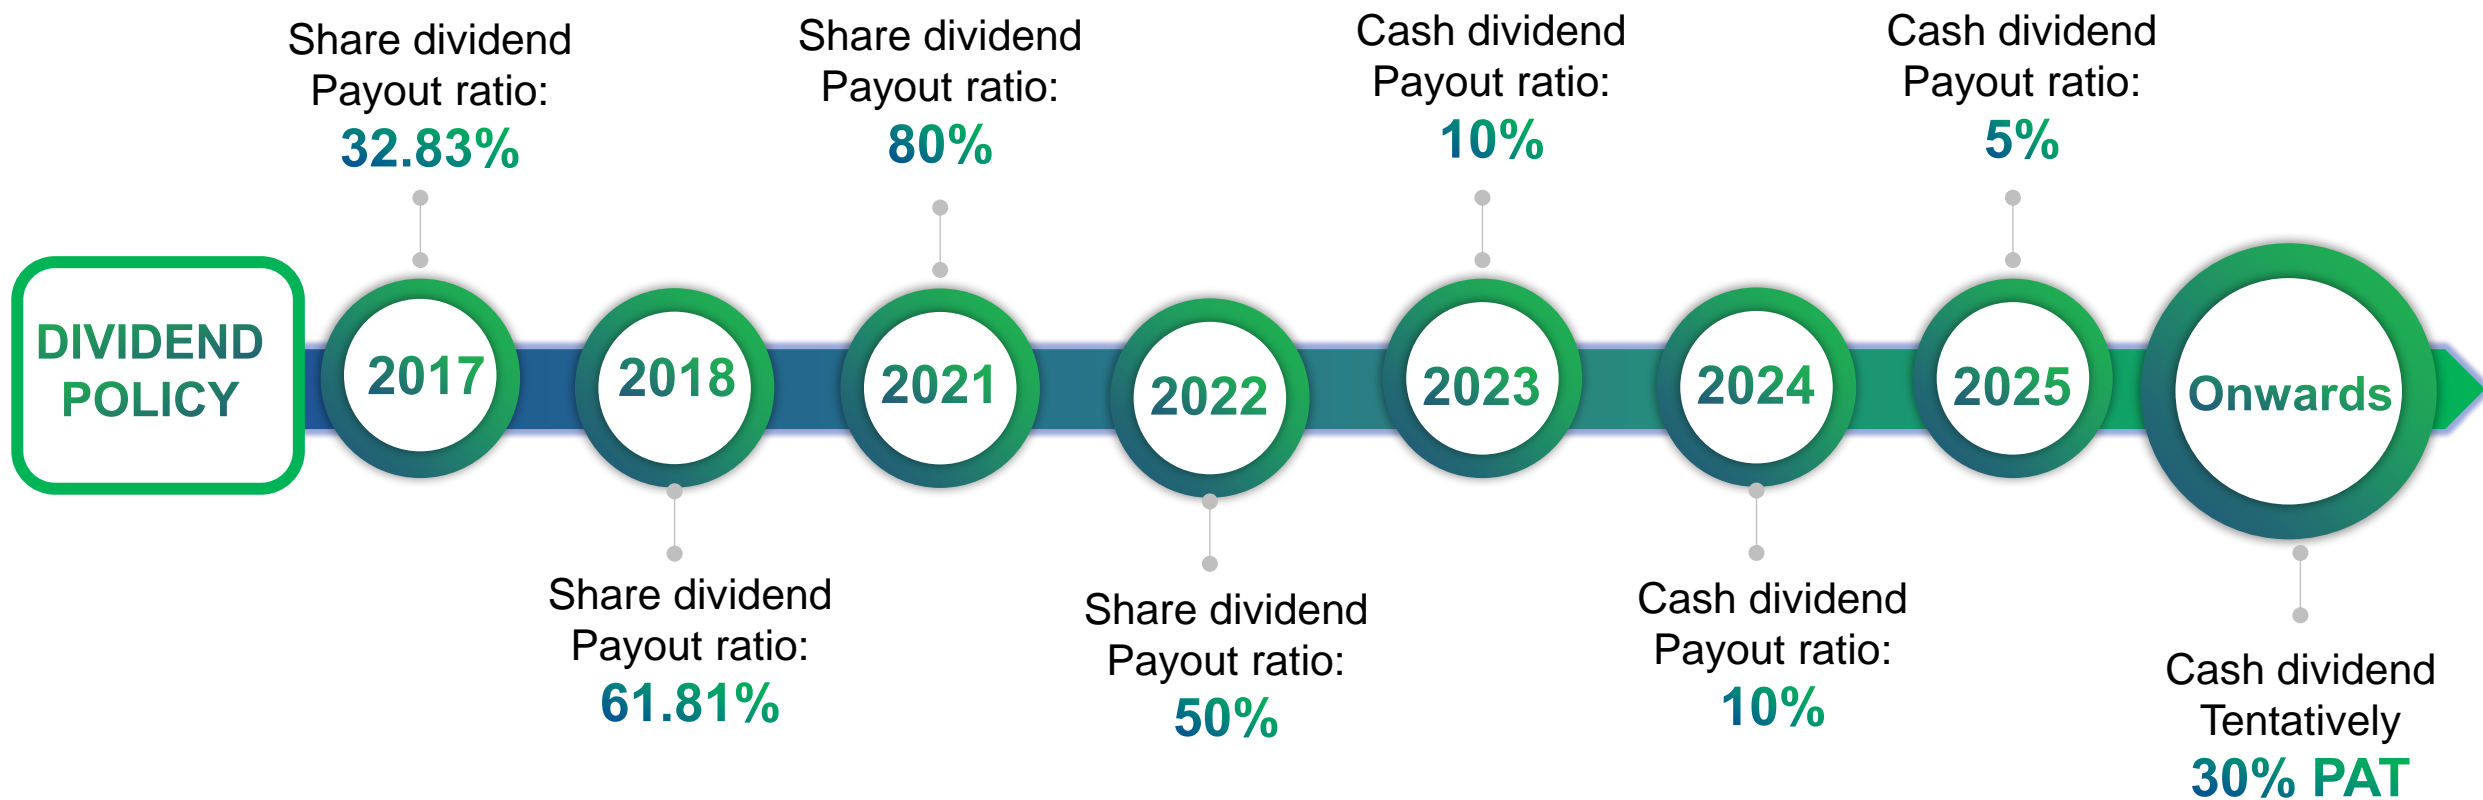 DIVIDEND
POLICY
Share dividend
Payout ratio:
32.83%
2017
2018
Share dividend
Payout ratio:
61.81%
Share dividend
Payout ratio:
80%
2021
2022
Share dividend
Payout ratio:
50%
Cash dividend
Payout ratio:
10%
2023
2024
Cash dividend
Payout ratio:
10%
Cash dividend
Payout ratio:
5%
2025
Onwards
Cash dividend
Tentatively
30% PAT